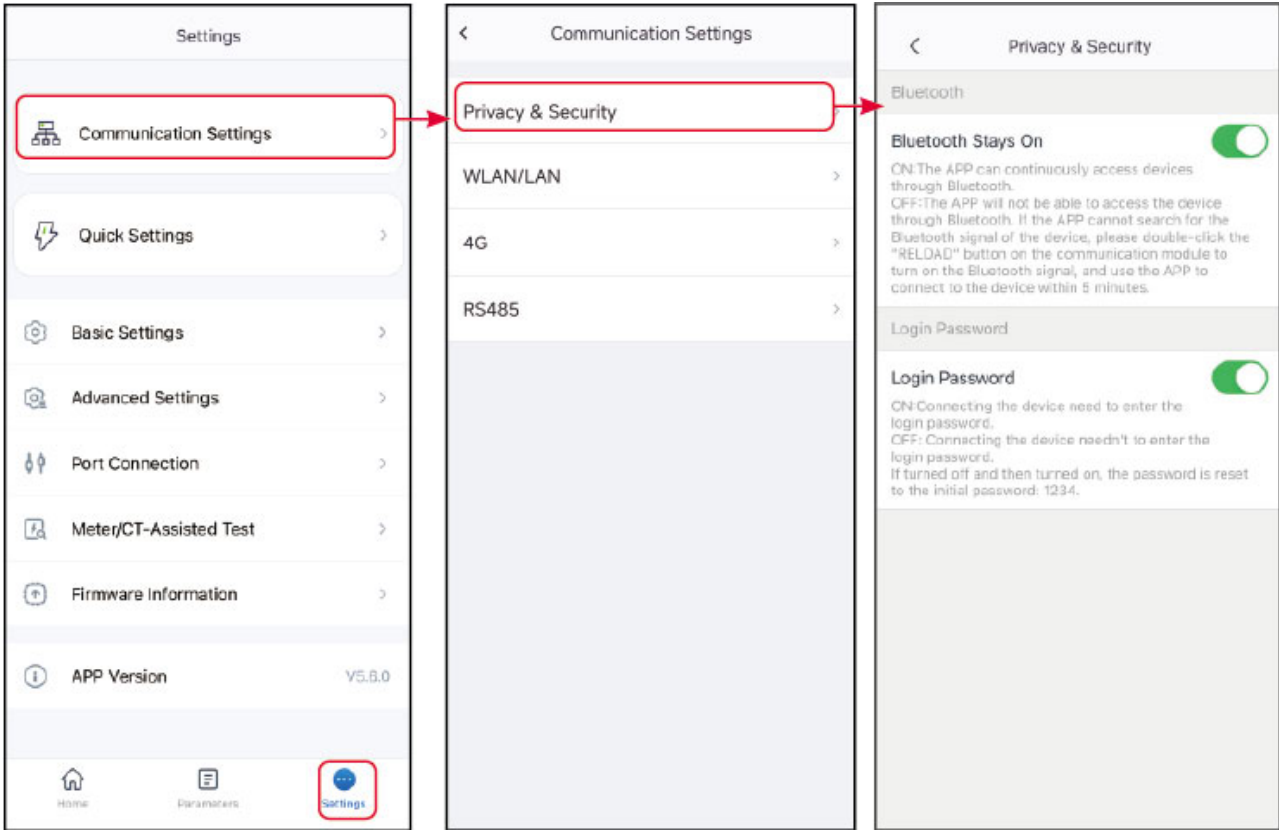 Settings
Communication Settings
Quick Settings
Basic Settings
Advanced Settings
Port Connection
Meter/CT-Assisted Test
Firmware Information
APP Version V5.6.0
Home Parameters Settings
Communication Settings
Privacy & Security
WLAN/LAN
4G
RS485
Privacy & Security
Bluetooth
Bluetooth Stays On
ON:The APP can continuously access devices
through Bluetooth.
OFF:The APP will not be able to access the device
through Bluetooth. If the APP cannot search for the
Bluetooth signal of the device, please double-click the
"RELOAD" button on the communication module to
turn on the Bluetooth signal, and use the APP to
connect to the device within 5 minutes.
Login Password
Login Password
ON:Connecting the device need to enter the
login password.
OFF: Connecting the device needn't to enter the
login password.
If turned off and then turned on, the password is reset
to the initial password: 1234.